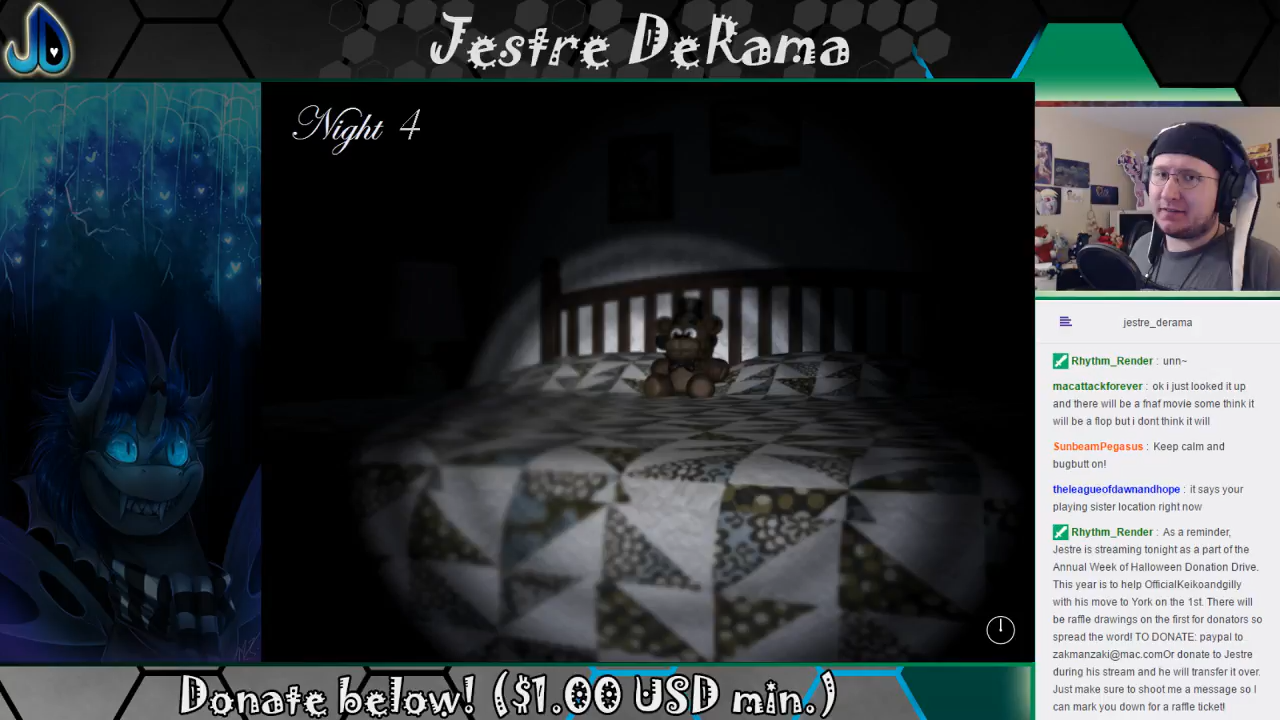 JD
Jestre DeRama
Night 4
jestre_derama
Rhythm_Render : unn~
macattackforever : ok i just looked it up
and there will be a fnaf movie some think it
will be a flop but i dont think it will
SunbeamPegasus : Keep calm and
bugbutt on!
theleagueofdawnandhope : it says your
playing sister location right now
Rhythm_Render : As a reminder,
Jestre is streaming tonight as a part of the
Annual Week of Halloween Donation Drive.
This year is to help OfficialKeikoandgilly
with his move to York on the 1st. There will
be raffle drawings on the first for donators so
spread the word! TO DONATE: paypal to
zakmanzaki@mac.comOr donate to Jestre
during his stream and he will transfer it over.
Just make sure to shoot me a message so I
can mark you down for a raffle ticket!
Donate below! ($1.00 USD min.)